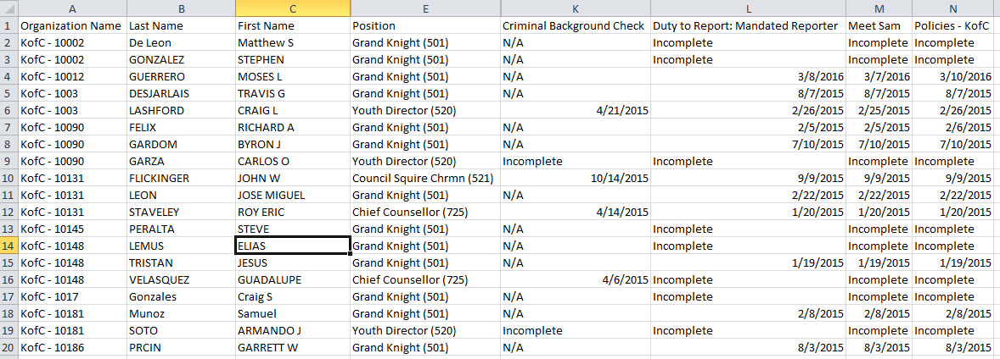 A B C E K L M N
1 Organization Name Last Name First Name Position Criminal Background Check Duty to Report: Mandated Reporter Meet Sam Policies - KofC
2 KofC - 10002 De Leon Matthew S Grand Knight (501) N/A Incomplete Incomplete Incomplete
3 KofC - 10002 GONZALEZ STEPHEN Grand Knight (501) N/A Incomplete Incomplete Incomplete
4 KofC - 10012 GUERRERO MOSES L Grand Knight (501) N/A 3/8/2016 3/7/2016 3/10/2016
5 KofC - 1003 DESJARLAIS TRAVIS G Grand Knight (501) N/A 8/7/2015 8/7/2015 8/7/2015
6 KofC - 1003 LASHFORD CRAIG L Youth Director (520) 4/21/2015 2/26/2015 2/25/2015 2/26/2015
7 KofC - 10090 FELIX RICHARD A Grand Knight (501) N/A 2/5/2015 2/5/2015 2/6/2015
8 KofC - 10090 GARDOM BYRON J Grand Knight (501) N/A 7/10/2015 7/10/2015 7/10/2015
9 KofC - 10090 GARZA CARLOS O Youth Director (520) Incomplete Incomplete Incomplete Incomplete
10 KofC - 10131 FLICKINGER JOHN W Council Squire Chrmn (521) 10/14/2015 9/9/2015 9/9/2015 9/9/2015
11 KofC - 10131 LEON JOSE MIGUEL Grand Knight (501) N/A 2/22/2015 2/22/2015 2/22/2015
12 KofC - 10131 STAVELEY ROY ERIC Chief Counsellor (725) 4/14/2015 1/20/2015 1/20/2015 1/20/2015
13 KofC - 10145 PERALTA STEVE Grand Knight (501) N/A Incomplete Incomplete Incomplete
14 KofC - 10148 LEMUS ELIAS Grand Knight (501) N/A Incomplete Incomplete Incomplete
15 KofC - 10148 TRISTAN JESUS Grand Knight (501) N/A 1/19/2015 1/19/2015 1/19/2015
16 KofC - 10148 VELASQUEZ GUADALUPE Chief Counsellor (725) 4/6/2015 Incomplete Incomplete Incomplete
17 KofC - 1017 Gonzales Craig S Grand Knight (501) N/A Incomplete Incomplete Incomplete
18 KofC - 10181 Munoz Samuel Grand Knight (501) N/A 2/8/2015 2/8/2015 2/8/2015
19 KofC - 10181 SOTO ARMANDO J Youth Director (520) Incomplete Incomplete Incomplete Incomplete
20 KofC - 10186 PRCIN GARRETT W Grand Knight (501) N/A 8/3/2015 8/3/2015 8/3/2015